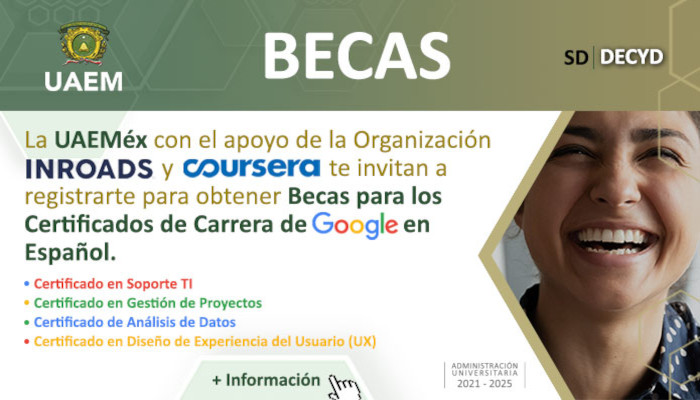 UAEM
BECAS
SD | DECYD
La UAEMéx con el apoyo de la Organización
INROADS y coursera te invitan a
registrarte para obtener Becas para los
Certificados de Carrera de Google en
Español.
• Certificado en Soporte TI
• Certificado en Gestión de Proyectos
• Certificado de Análisis de Datos
• Certificado en Diseño de Experiencia del Usuario (UX)
+ Información
ADMINISTRACIÓN
UNIVERSITARIA
2021 - 2025